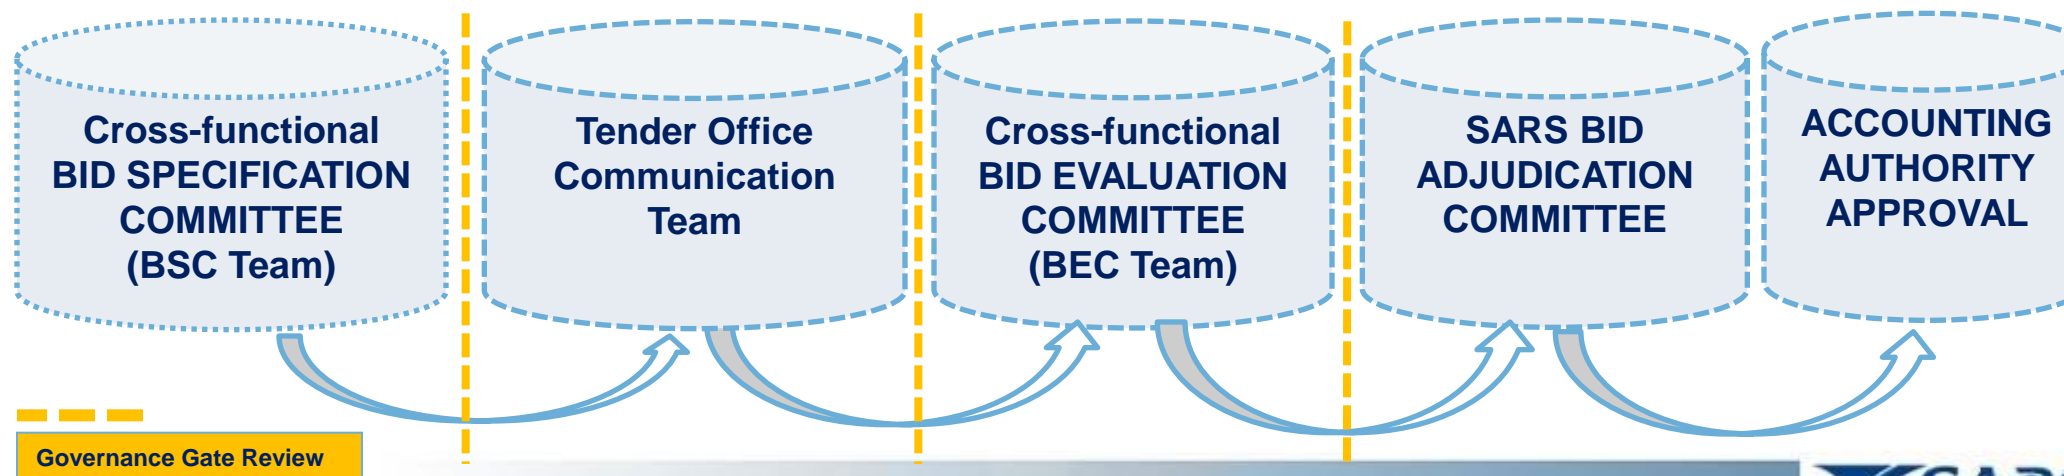 Cross-functional
BID SPECIFICATION
COMMITTEE
(BSC Team)
Tender Office
Communication
Team
Cross-functional
BID EVALUATION
COMMITTEE
(BEC Team)
SARS BID
ADJUDICATION
COMMITTEE
ACCOUNTING
AUTHORITY
APPROVAL
Governance Gate Review